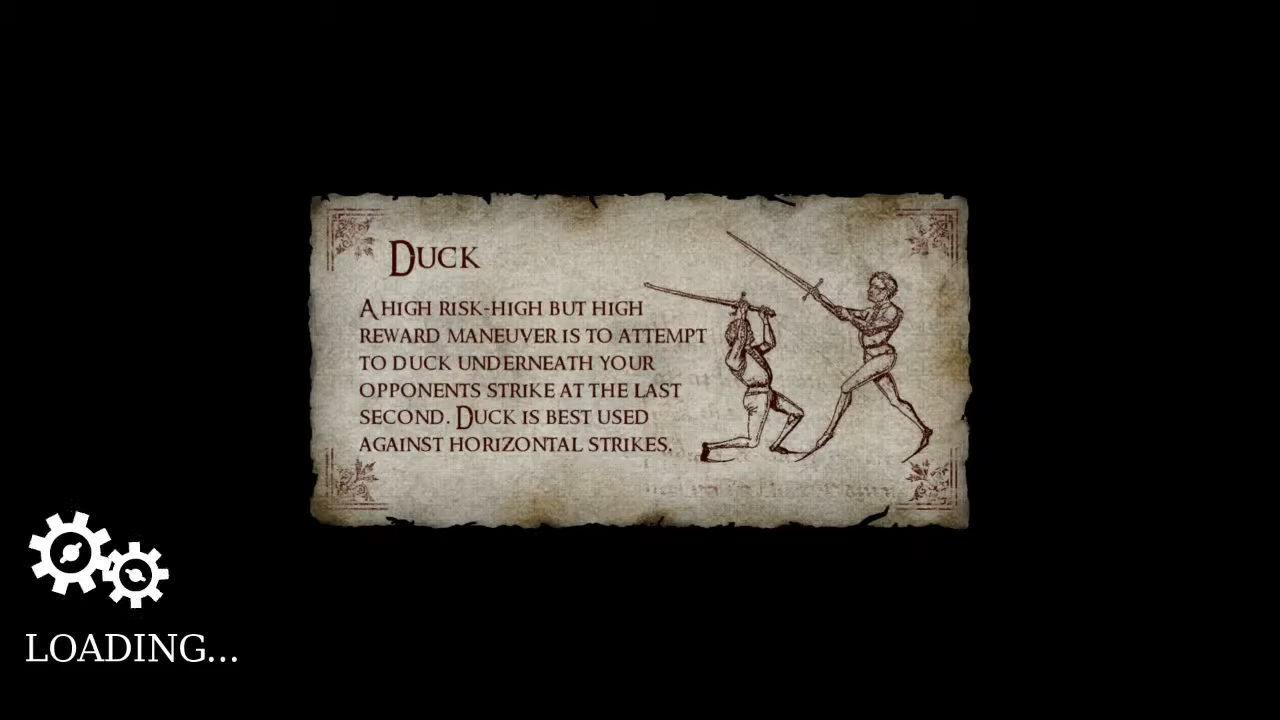 DUCK
A HIGH RISK-HIGH BUT HIGH
REWARD MANEUVER IS TO ATTEMPT
TO DUCK UNDERNEATH YOUR
OPPONENTS STRIKE AT THE LAST
SECOND. DUCK IS BEST USED
AGAINST HORIZONTAL STRIKES.
LOADING...